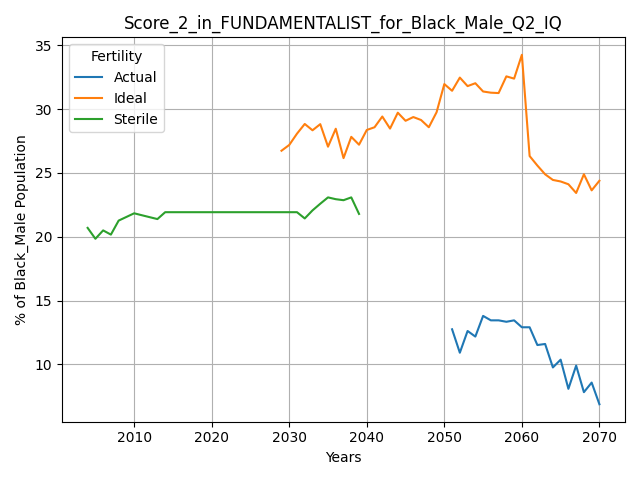 Score_2_in_FUNDAMENTALIST_for_Black_Male_Q2_IQ
Fertility
Actual
Ideal
Sterile
% of Black_Male Population
35
30
25
20
15
10
2010 2020 2030 2040 2050 2060 2070
Years